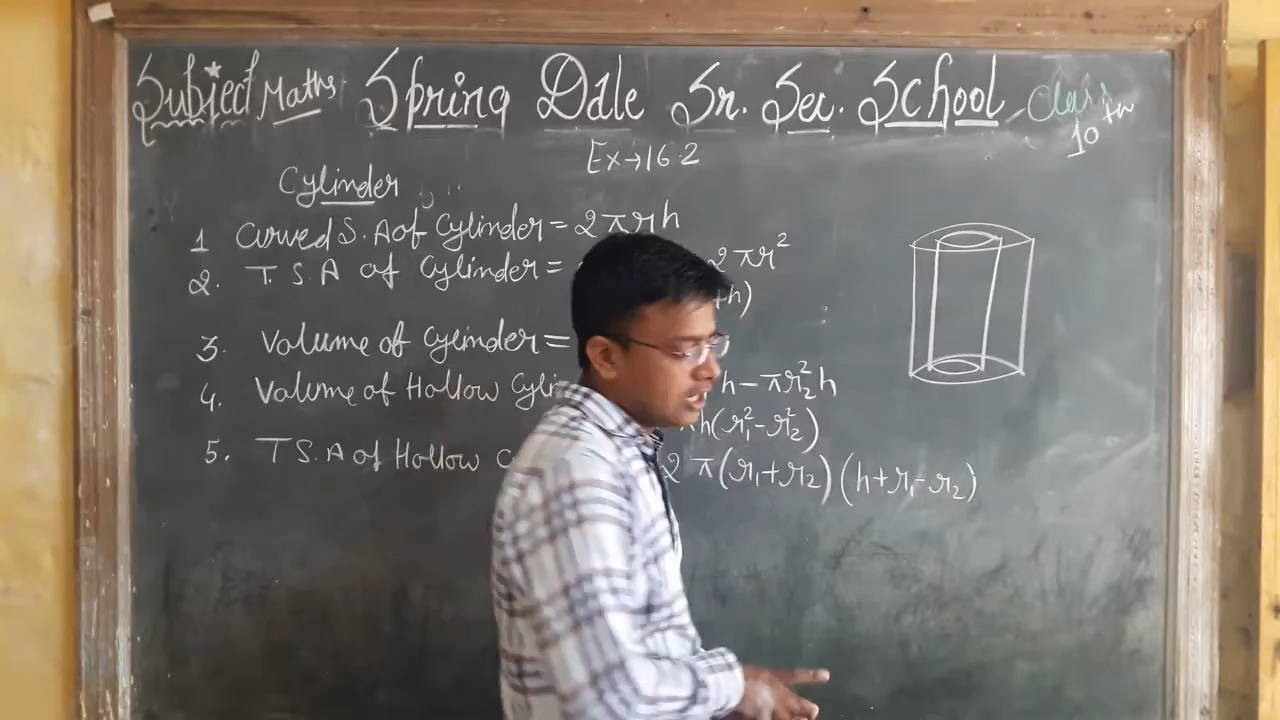 Subject Maths Spring Dale Sr. Sec. School Class 10th
Ex→16.2
Cylinder
1 Curved S.A of Cylinder = 2πrh
2. T.S.A of Cylinder = 2πr²
+h)
3. Volume of Cylinder =
4. Volume of Hollow Cyli h-πr₂²h
h(r₁²-r₂²)
5. T S.A of Hollow C 2π(r₁+r₂)(h+r₁-r₂)